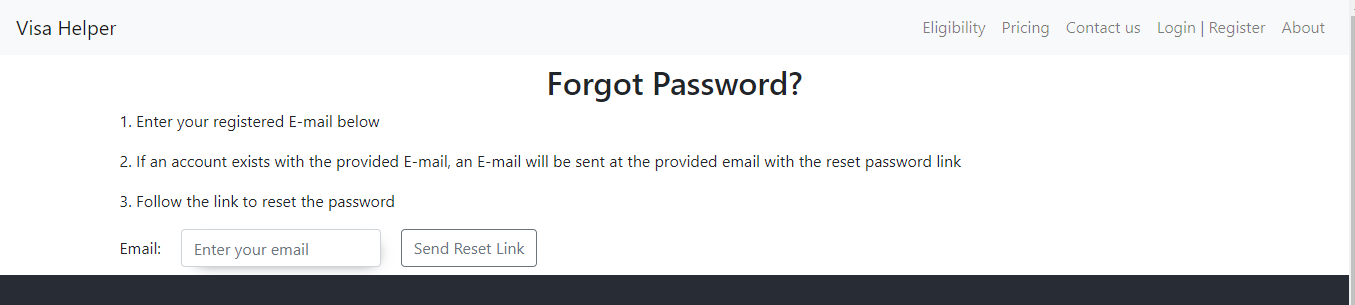 Visa Helper Eligibility Pricing Contact us Login | Register About
Forgot Password?
1. Enter your registered E-mail below
2. If an account exists with the provided E-mail, an E-mail will be sent at the provided email with the reset password link
3. Follow the link to reset the password
Email: Enter your email Send Reset Link